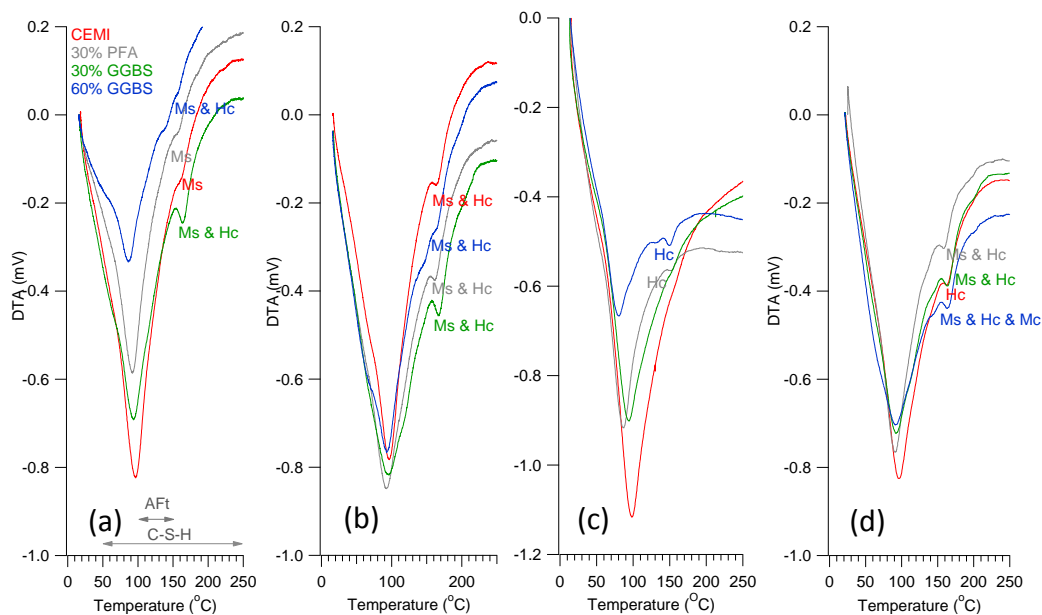 0.2
0.0
-0.2
-0.4
-0.6
-0.8
-1.0
DTA (mV)
CEMI
30% PFA
30% GGBS
60% GGBS
Ms & Hc
Ms
Ms
Ms & Hc
(a)
AFt
C-S-H
0 50 100 150 200 250
Temperature (°C)
0.2
0.0
-0.2
-0.4
-0.6
-0.8
-1.0
Ms & Hc
Ms & Hc
Ms & Hc
Ms & Hc
(b)
0 100 200
Temperature (°C)
0.0
-0.2
-0.4
-0.6
-0.8
-1.0
-1.2
DTA (mV)
Hc
Hc
(c)
0 50 100 150 200 250
Temperature (°C)
0.2
0.0
-0.2
-0.4
-0.6
-0.8
-1.0
DTA (mV)
Ms & Hc
Ms & Hc
Hc
Ms & Hc & Mc
(d)
0 50 100 150 200 250
Temperature (°C)